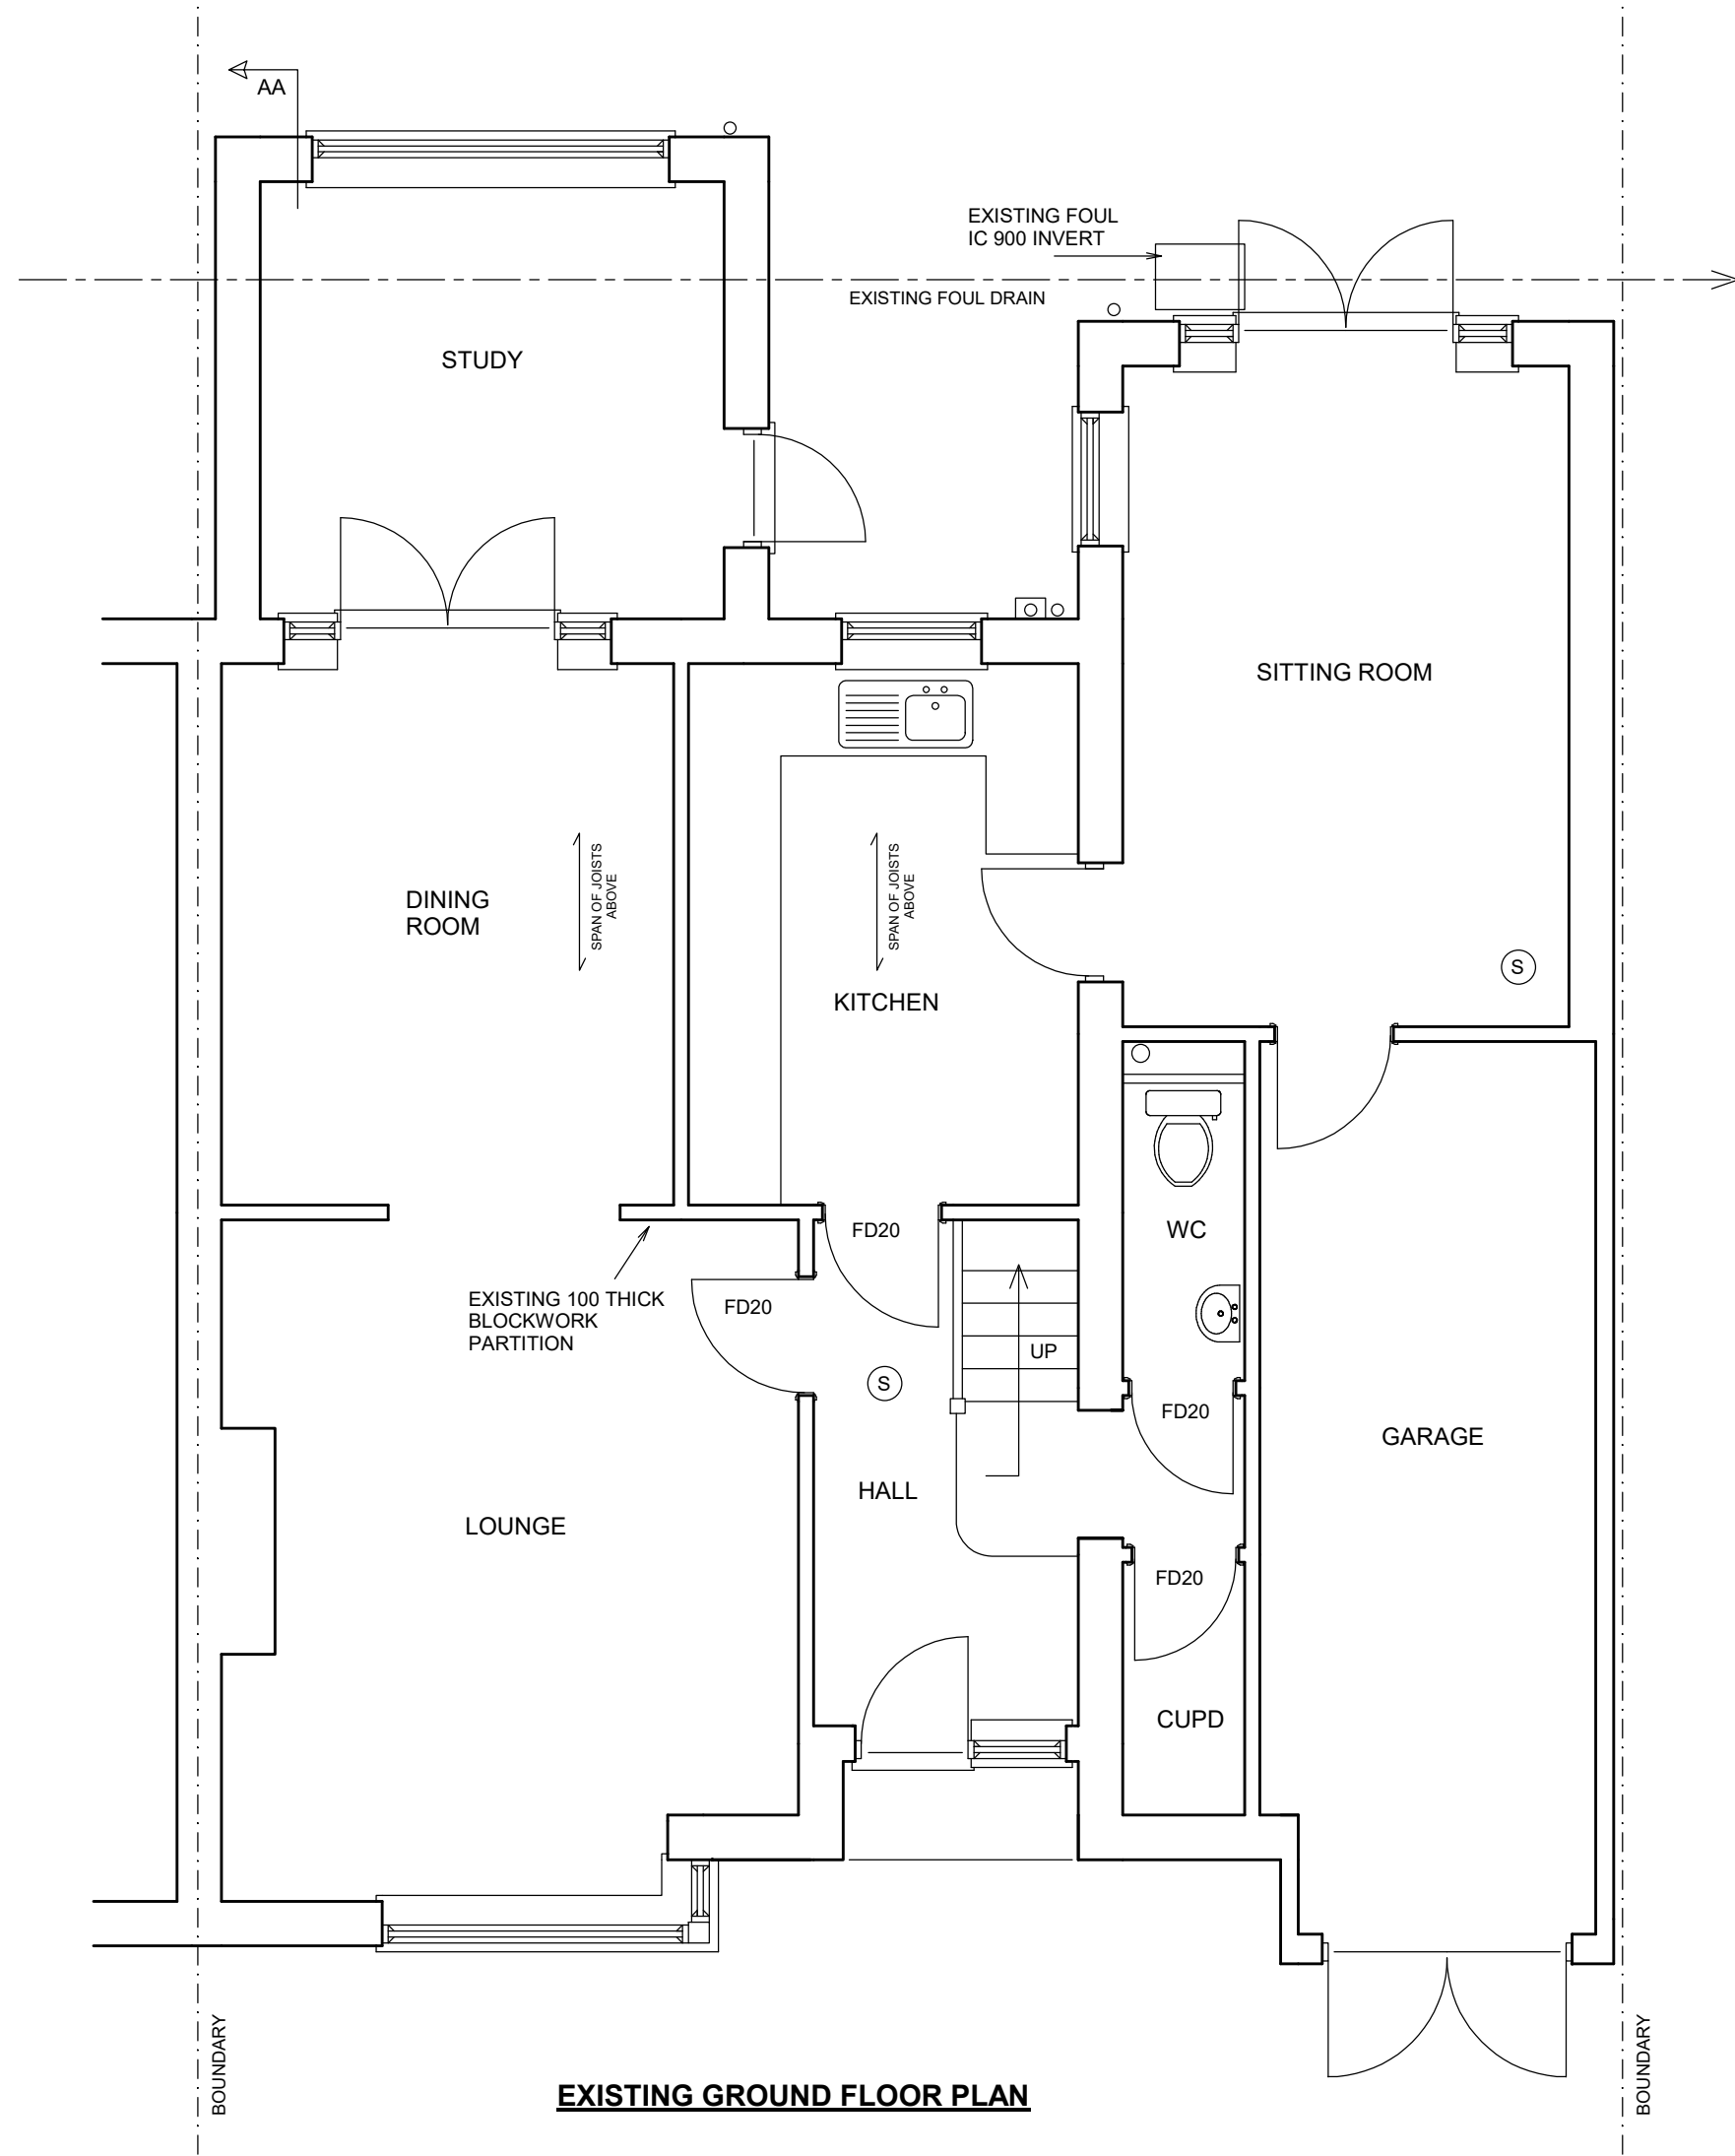 AA
EXISTING FOUL
IC 900 INVERT
EXISTING FOUL DRAIN
STUDY
SITTING ROOM
DINING
ROOM
SPAN OF JOISTS
ABOVE
SPAN OF JOISTS
ABOVE
KITCHEN
S
FD20
WC
EXISTING 100 THICK
BLOCKWORK
PARTITION
FD20
UP
S
FD20
GARAGE
HALL
LOUNGE
FD20
CUPD
BOUNDARY
BOUNDARY
EXISTING GROUND FLOOR PLAN